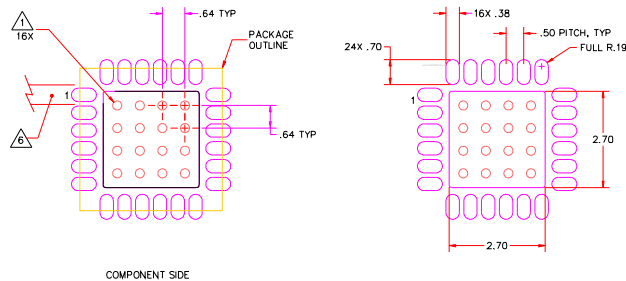 1
16X
.64 TYP
PACKAGE
OUTLINE
1
6
.64 TYP
COMPONENT SIDE
16X .38
.50 PITCH, TYP
24X .70
FULL R.19
1
2.70
2.70